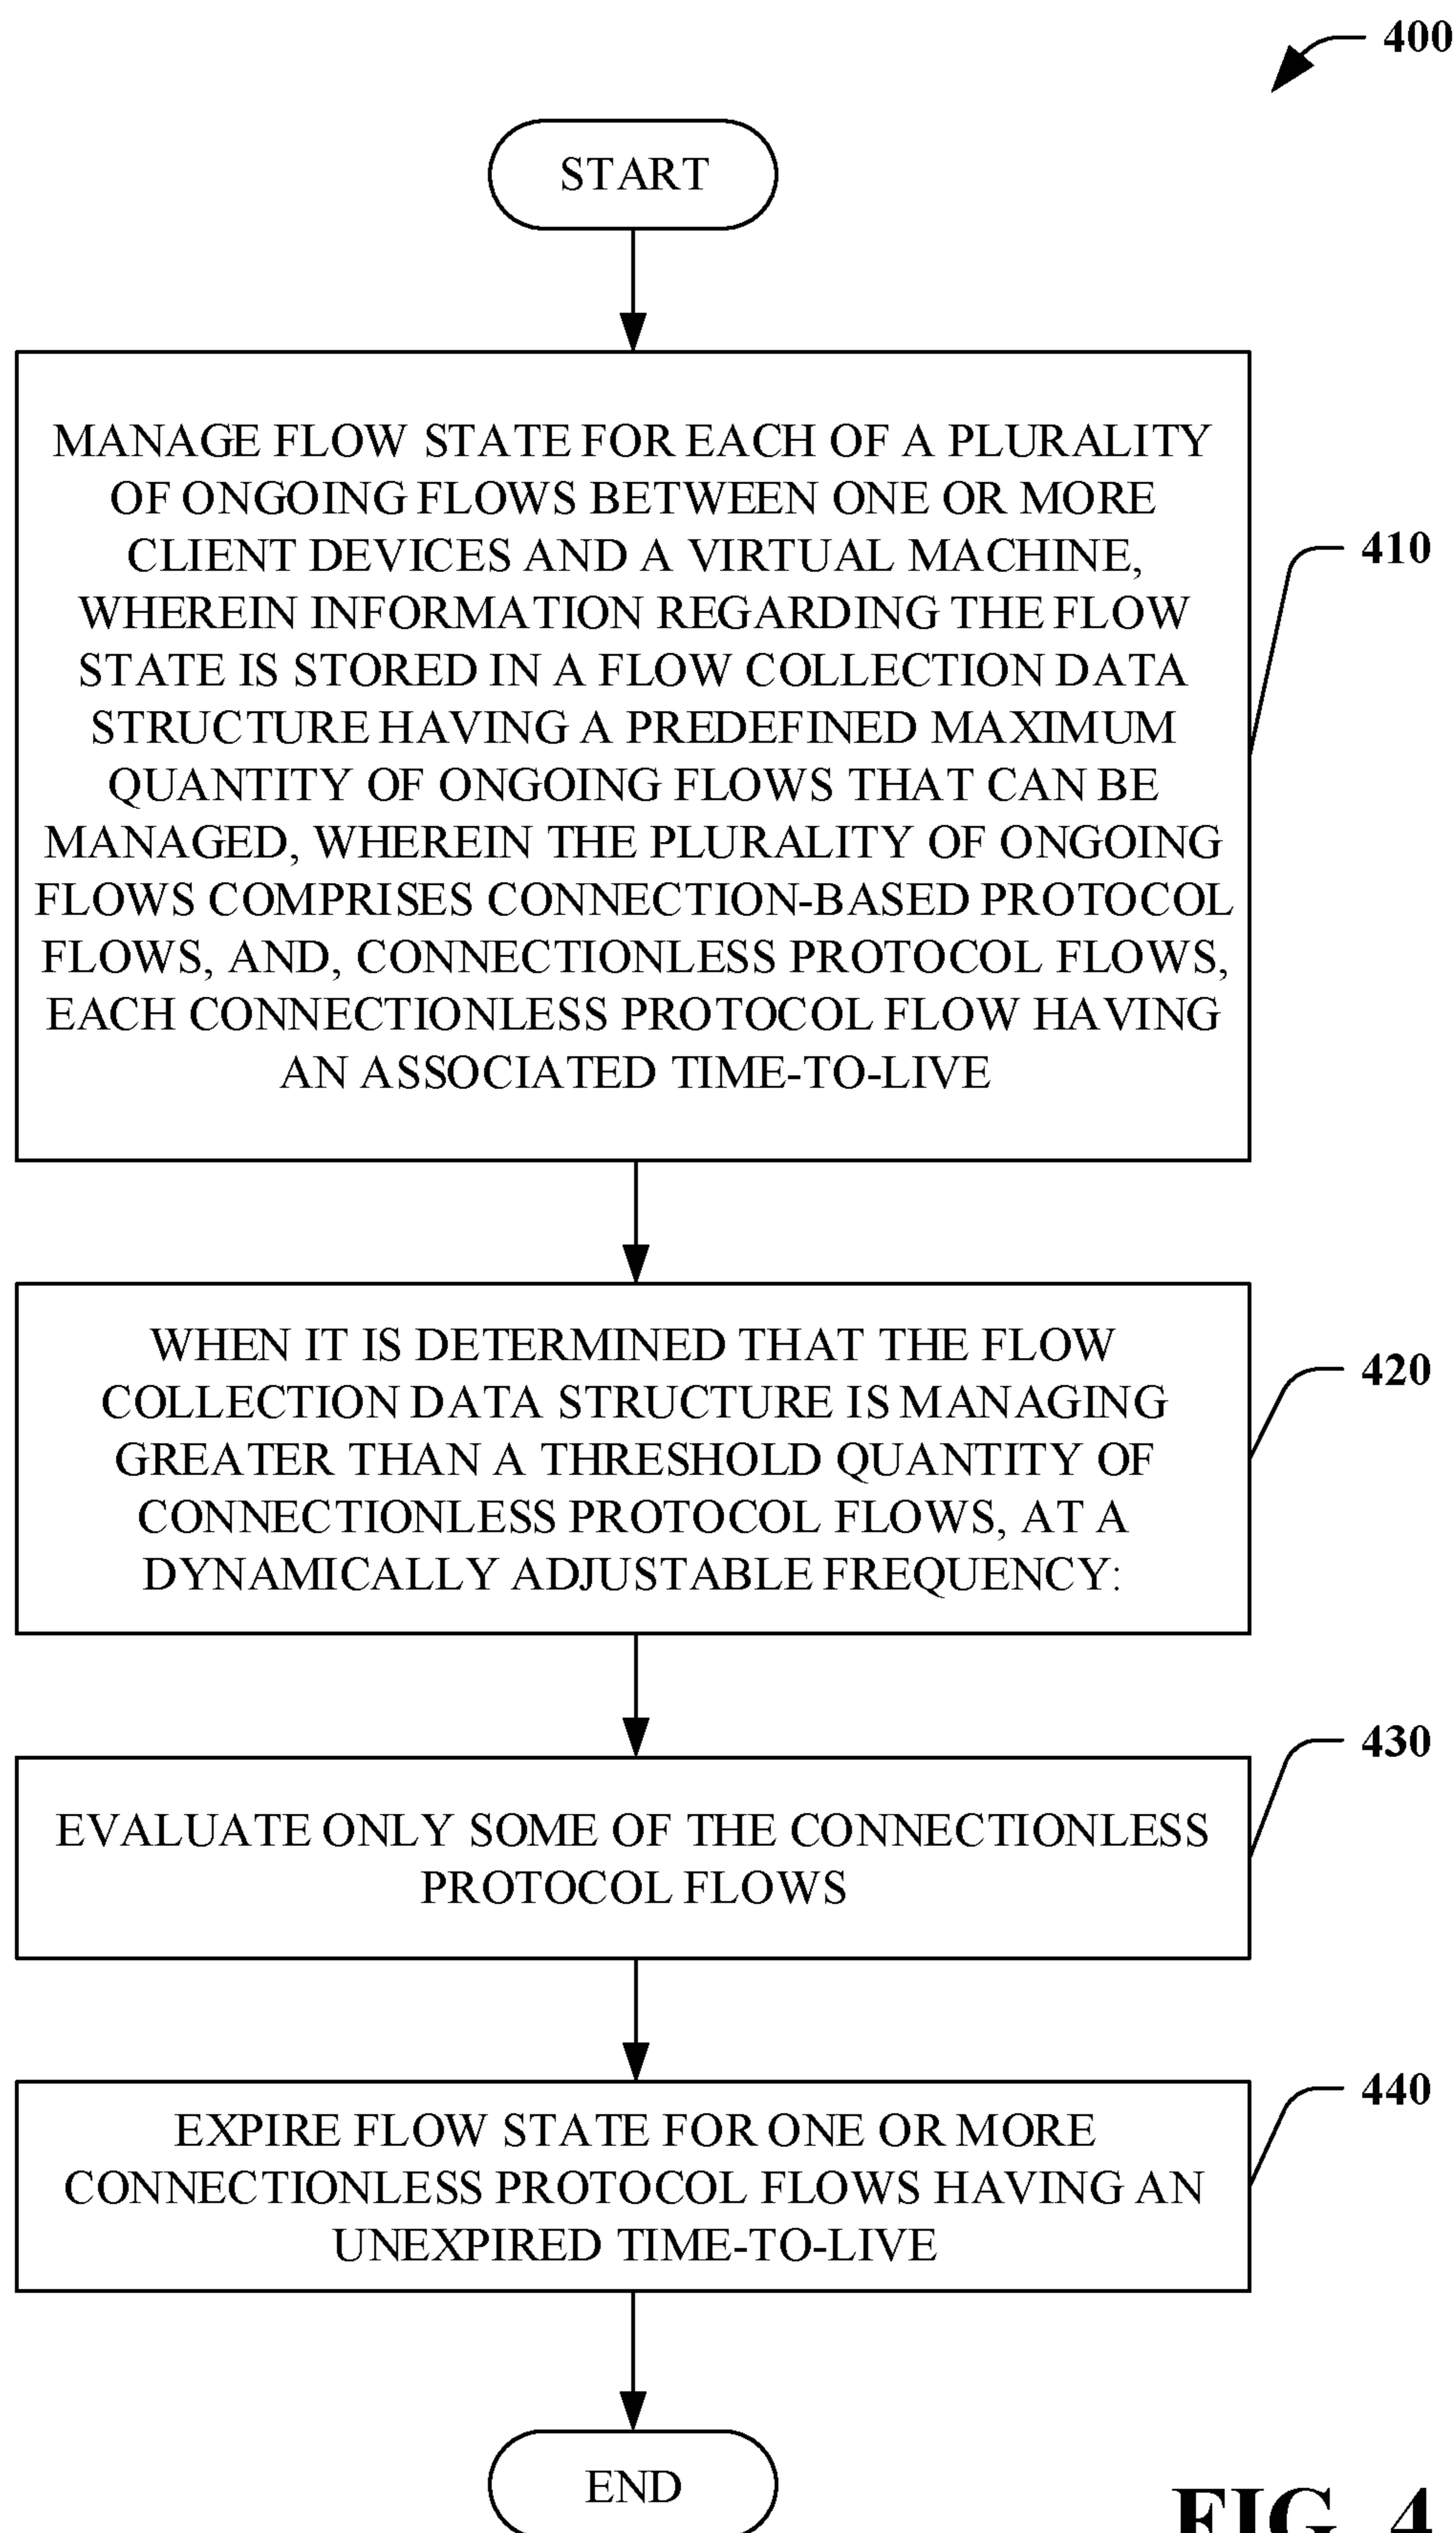 400
START
MANAGE FLOW STATE FOR EACH OF A PLURALITY
OF ONGOING FLOWS BETWEEN ONE OR MORE
CLIENT DEVICES AND A VIRTUAL MACHINE,
WHEREIN INFORMATION REGARDING THE FLOW
STATE IS STORED IN A FLOW COLLECTION DATA
STRUCTURE HAVING A PREDEFINED MAXIMUM
QUANTITY OF ONGOING FLOWS THAT CAN BE
MANAGED, WHEREIN THE PLURALITY OF ONGOING
FLOWS COMPRISES CONNECTION-BASED PROTOCOL
FLOWS, AND, CONNECTIONLESS PROTOCOL FLOWS,
EACH CONNECTIONLESS PROTOCOL FLOW HAVING
AN ASSOCIATED TIME-TO-LIVE
410
WHEN IT IS DETERMINED THAT THE FLOW
COLLECTION DATA STRUCTURE IS MANAGING
GREATER THAN A THRESHOLD QUANTITY OF
CONNECTIONLESS PROTOCOL FLOWS, AT A
DYNAMICALLY ADJUSTABLE FREQUENCY:
420
EVALUATE ONLY SOME OF THE CONNECTIONLESS
PROTOCOL FLOWS
430
EXPIRE FLOW STATE FOR ONE OR MORE
CONNECTIONLESS PROTOCOL FLOWS HAVING AN
UNEXPIRED TIME-TO-LIVE
440
END
FIG. 4